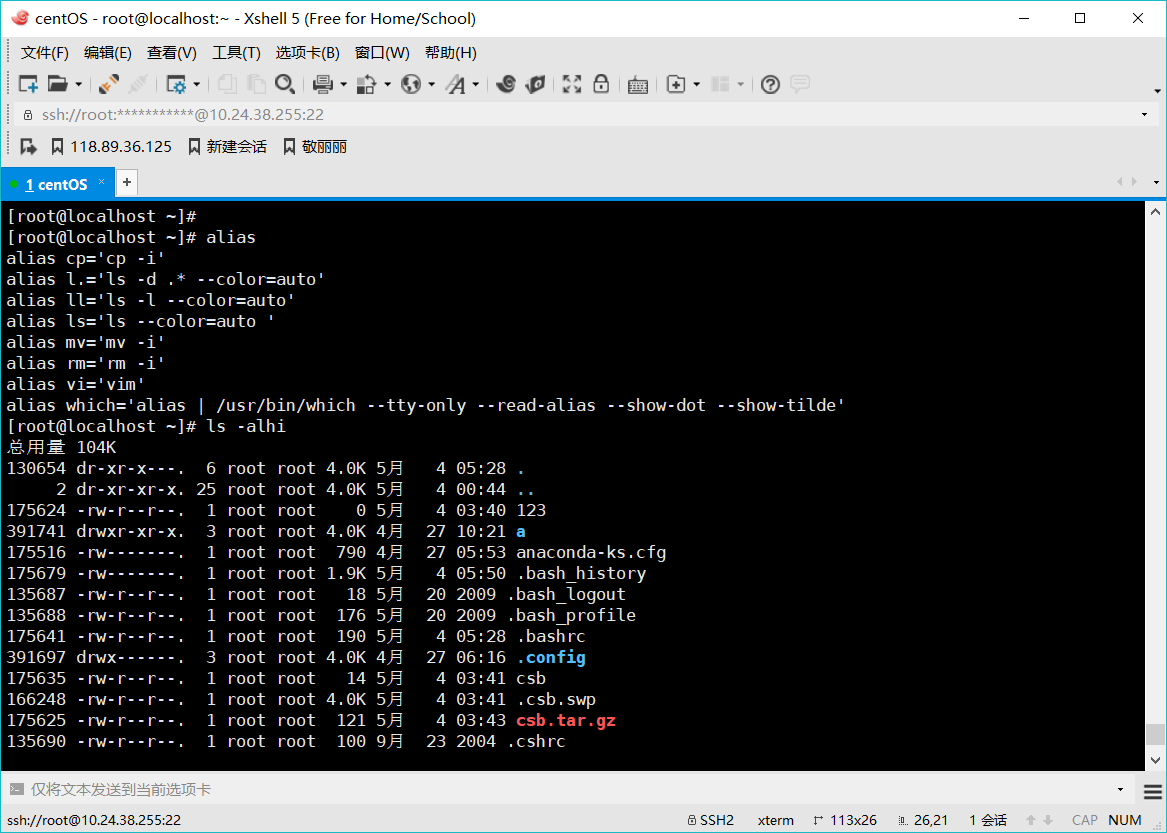 centOS - root@localhost:~ - Xshell 5 (Free for Home/School)
文件(F) 编辑(E) 查看(V) 工具(T) 选项卡(B) 窗口(W) 帮助(H)
ssh://root:***********@10.24.38.255:22
118.89.36.125 新建会话 敬丽丽
1 centOS × +
[root@localhost ~]#
[root@localhost ~]# alias
alias cp='cp -i'
alias l.='ls -d .* --color=auto'
alias ll='ls -l --color=auto'
alias ls='ls --color=auto '
alias mv='mv -i'
alias rm='rm -i'
alias vi='vim'
alias which='alias | /usr/bin/which --tty-only --read-alias --show-dot --show-tilde'
[root@localhost ~]# ls -alhi
总用量 104K
130654 dr-xr-x---.  6 root root 4.0K 5月   4 05:28 .
     2 dr-xr-xr-x. 25 root root 4.0K 5月   4 00:44 ..
175624 -rw-r--r--.  1 root root    0 5月   4 03:40 123
391741 drwxr-xr-x.  3 root root 4.0K 4月  27 10:21 a
175516 -rw-------.  1 root root  790 4月  27 05:53 anaconda-ks.cfg
175679 -rw-------.  1 root root 1.9K 5月   4 05:50 .bash_history
135687 -rw-r--r--.  1 root root   18 5月  20 2009 .bash_logout
135688 -rw-r--r--.  1 root root  176 5月  20 2009 .bash_profile
175641 -rw-r--r--.  1 root root  190 5月   4 05:28 .bashrc
391697 drwx------.  3 root root 4.0K 4月  27 06:16 .config
175635 -rw-r--r--.  1 root root   14 5月   4 03:41 csb
166248 -rw-r--r--.  1 root root 4.0K 5月   4 03:41 .csb.swp
175625 -rw-r--r--.  1 root root  121 5月   4 03:43 csb.tar.gz
135690 -rw-r--r--.  1 root root  100 9月  23 2004 .cshrc
仅将文本发送到当前选项卡
ssh://root@10.24.38.255:22 SSH2 xterm 113x26 26,21 1 会话 CAP NUM